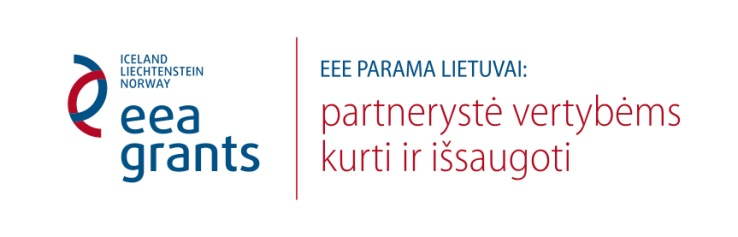 ICELAND
LIECHTENSTEIN
NORWAY
eea
grants
EEE PARAMA LIETUVAI:
partnerystė vertybėms
kurti ir išsaugoti